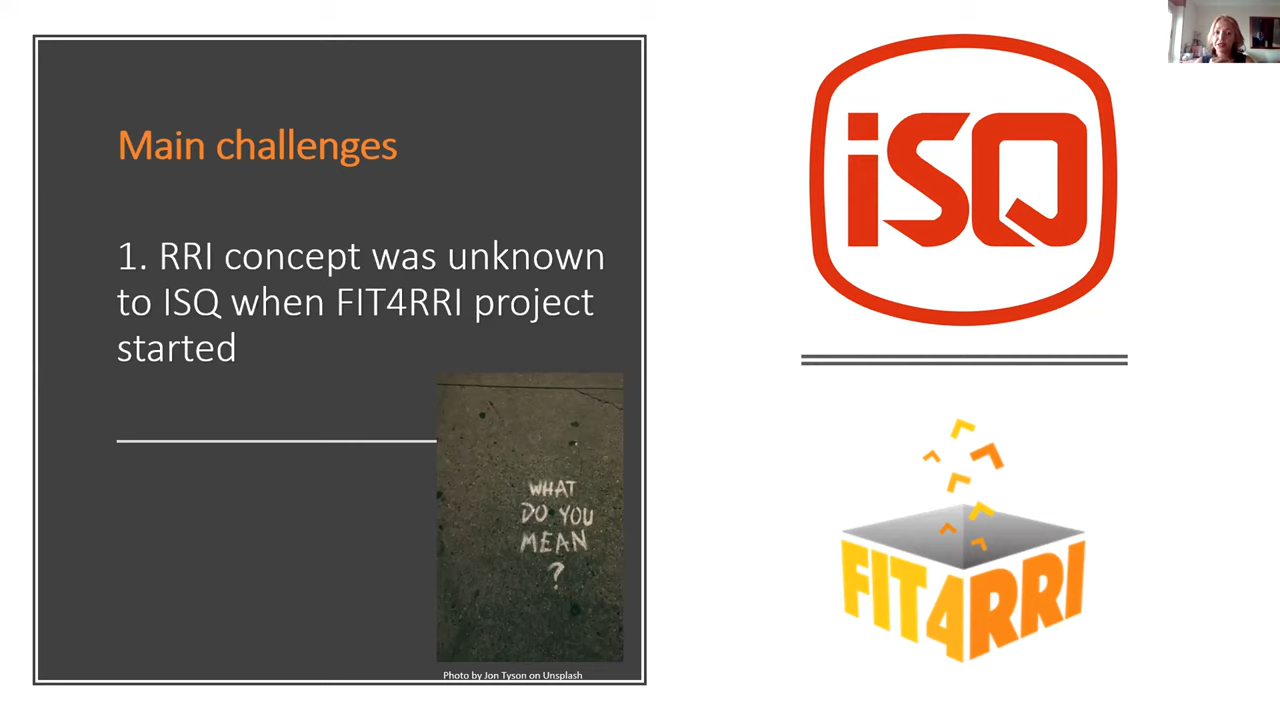 Main challenges
1. RRI concept was unknown
to ISQ when FIT4RRI project
started
WHAT
DO YOU
MEAN
?
Photo by Jon Tyson on Unsplash
iSQ
FIT4RRI